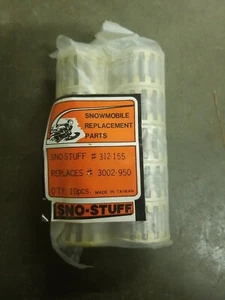 SNOWMOBILE
REPLACEMENT
PARTS
SNO-STUFF # 312-155
REPLACES # 3002-950
QTY: 10pcs. MADE IN TAIWAN
SNO-STUFF